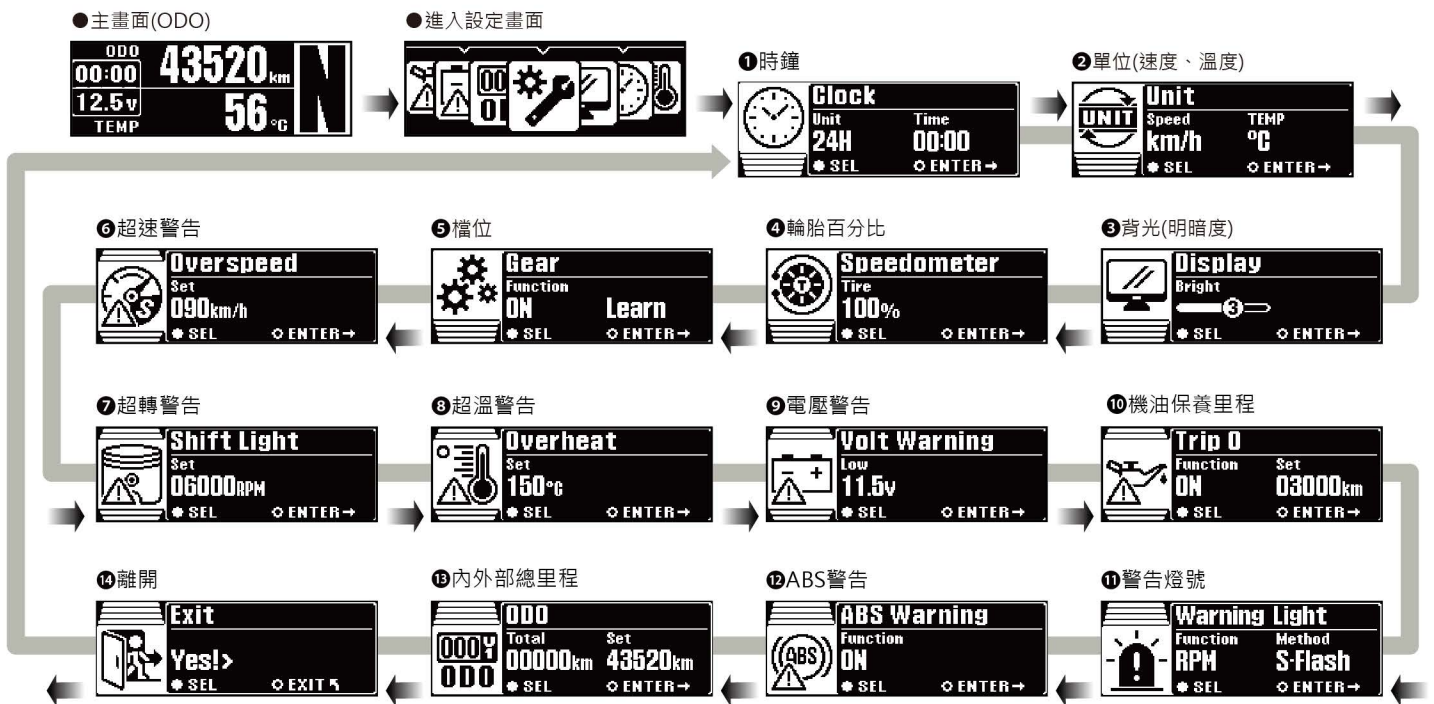 ●主畫面(ODO)
ODO
43520km
00:00
12.5v
56°C
TEMP
N
●進入設定畫面
❶時鐘
Clock
Unit Time
24H 00:00
SEL ENTER→
❷單位(速度、溫度)
UNIT
Unit
Speed TEMP
km/h °C
SEL ENTER→
❸背光(明暗度)
Display
Bright
3
SEL ENTER→
❹輪胎百分比
T
Speedometer
Tire
100%
SEL ENTER→
❺檔位
Gear
Function
ON Learn
SEL ENTER→
❻超速警告
S
Overspeed
Set
090km/h
SEL ENTER→
❼超轉警告
Shift Light
Set
06000RPM
SEL ENTER→
❽超溫警告
Overheat
Set
150°C
SEL ENTER→
❾電壓警告
Volt Warning
Low
11.5v
SEL ENTER→
❿機油保養里程
Trip O
Function Set
ON 03000km
SEL ENTER→
⓫警告燈號
Warning Light
Function Method
RPM S-Flash
SEL ENTER→
⓬ABS警告
(ABS)
ABS Warning
Function
ON
SEL ENTER→
⓭內外部總里程
ODO
ODO
Total Set
00000km 43520km
SEL ENTER→
⓮離開
Exit
Yes!>
SEL EXIT